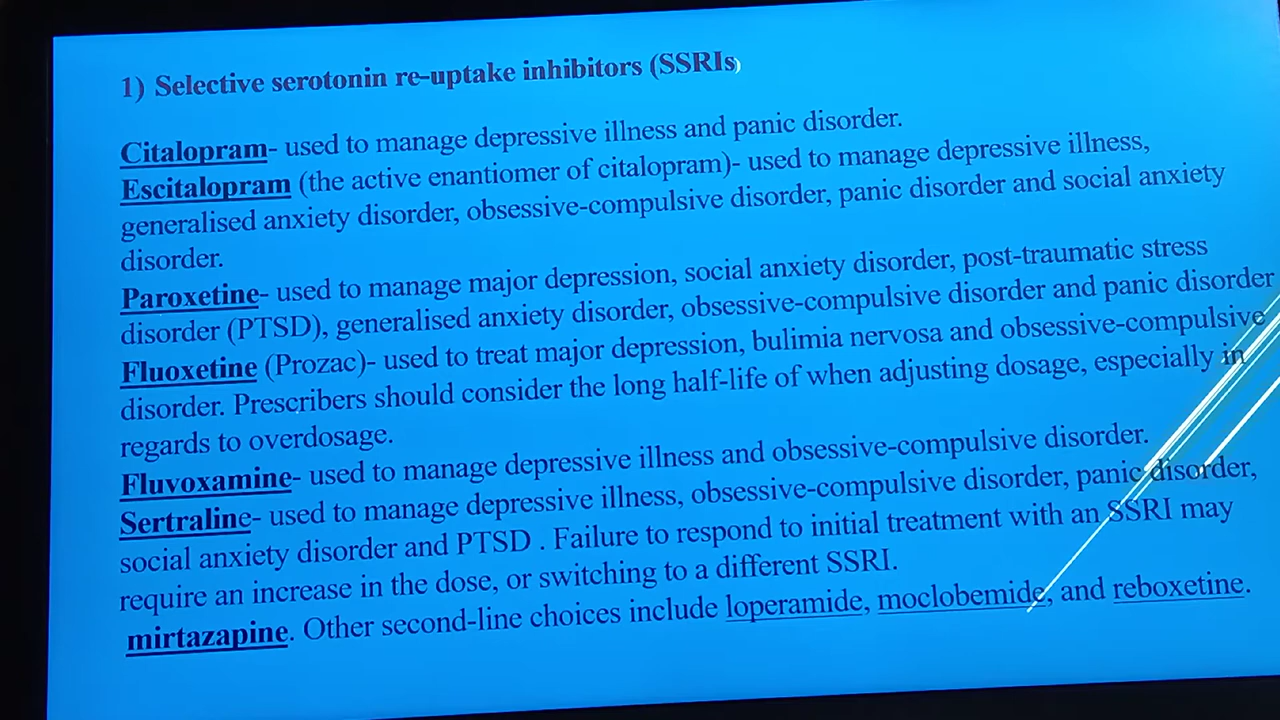 1) Selective serotonin re-uptake inhibitors (SSRIs)
Citalopram- used to manage depressive illness and panic disorder.
Escitalopram (the active enantiomer of citalopram)- used to manage depressive illness,
generalised anxiety disorder, obsessive-compulsive disorder, panic disorder and social anxiety
disorder.
Paroxetine- used to manage major depression, social anxiety disorder, post-traumatic stress
disorder (PTSD), generalised anxiety disorder, obsessive-compulsive disorder and panic disorder
Fluoxetine (Prozac)- used to treat major depression, bulimia nervosa and obsessive-compulsive
disorder. Prescribers should consider the long half-life of when adjusting dosage, especially in
regards to overdosage.
Fluvoxamine- used to manage depressive illness and obsessive-compulsive disorder.
Sertraline- used to manage depressive illness, obsessive-compulsive disorder, panic disorder,
social anxiety disorder and PTSD . Failure to respond to initial treatment with an SSRI may
require an increase in the dose, or switching to a different SSRI.
mirtazapine. Other second-line choices include loperamide, moclobemide, and reboxetine.